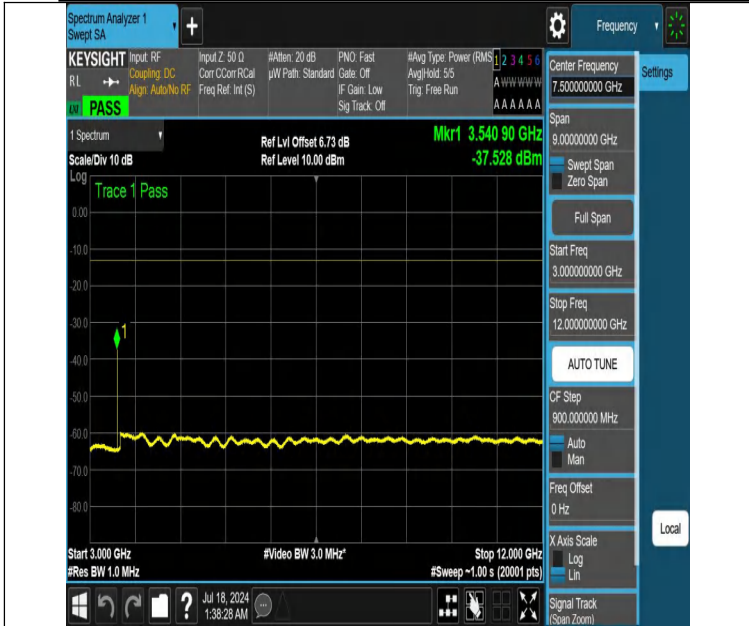 Spectrum Analyzer 1
Swept SA
+
Frequency
KEYSIGHT
Input: RF
Coupling: DC
Align: Auto/No RF
Input Z: 50 Ω
Corr CCorr RCal
Freq Ref: Int (S)
#Atten: 20 dB
µW Path: Standard
PNO: Fast
Gate: Off
IF Gain: Low
Sig Track: Off
#Avg Type: Power (RMS
Avg|Hold: 5/5
Trig: Free Run
1 2 3 4 5 6
A W W W W W
A A A A A A
R L
LXI
PASS
1 Spectrum
Scale/Div 10 dB
Ref Lvl Offset 6.73 dB
Ref Level 10.00 dBm
Mkr1 3.540 90 GHz
-37.528 dBm
Log
Trace 1 Pass
0.00
-10.0
-20.0
-30.0
1
-40.0
-50.0
-60.0
-70.0
-80.0
Start 3.000 GHz
#Res BW 1.0 MHz
#Video BW 3.0 MHz*
Stop 12.000 GHz
#Sweep ~1.00 s (20001 pts)
Center Frequency
7.500000000 GHz
Settings
Span
9.00000000 GHz
Swept Span
Zero Span
Full Span
Start Freq
3.000000000 GHz
Stop Freq
12.000000000 GHz
AUTO TUNE
CF Step
900.000000 MHz
Auto
Man
Freq Offset
0 Hz
X Axis Scale
Log
Lin
Local
Signal Track
(Span Zoom)
?
Jul 18, 2024
1:38:28 AM